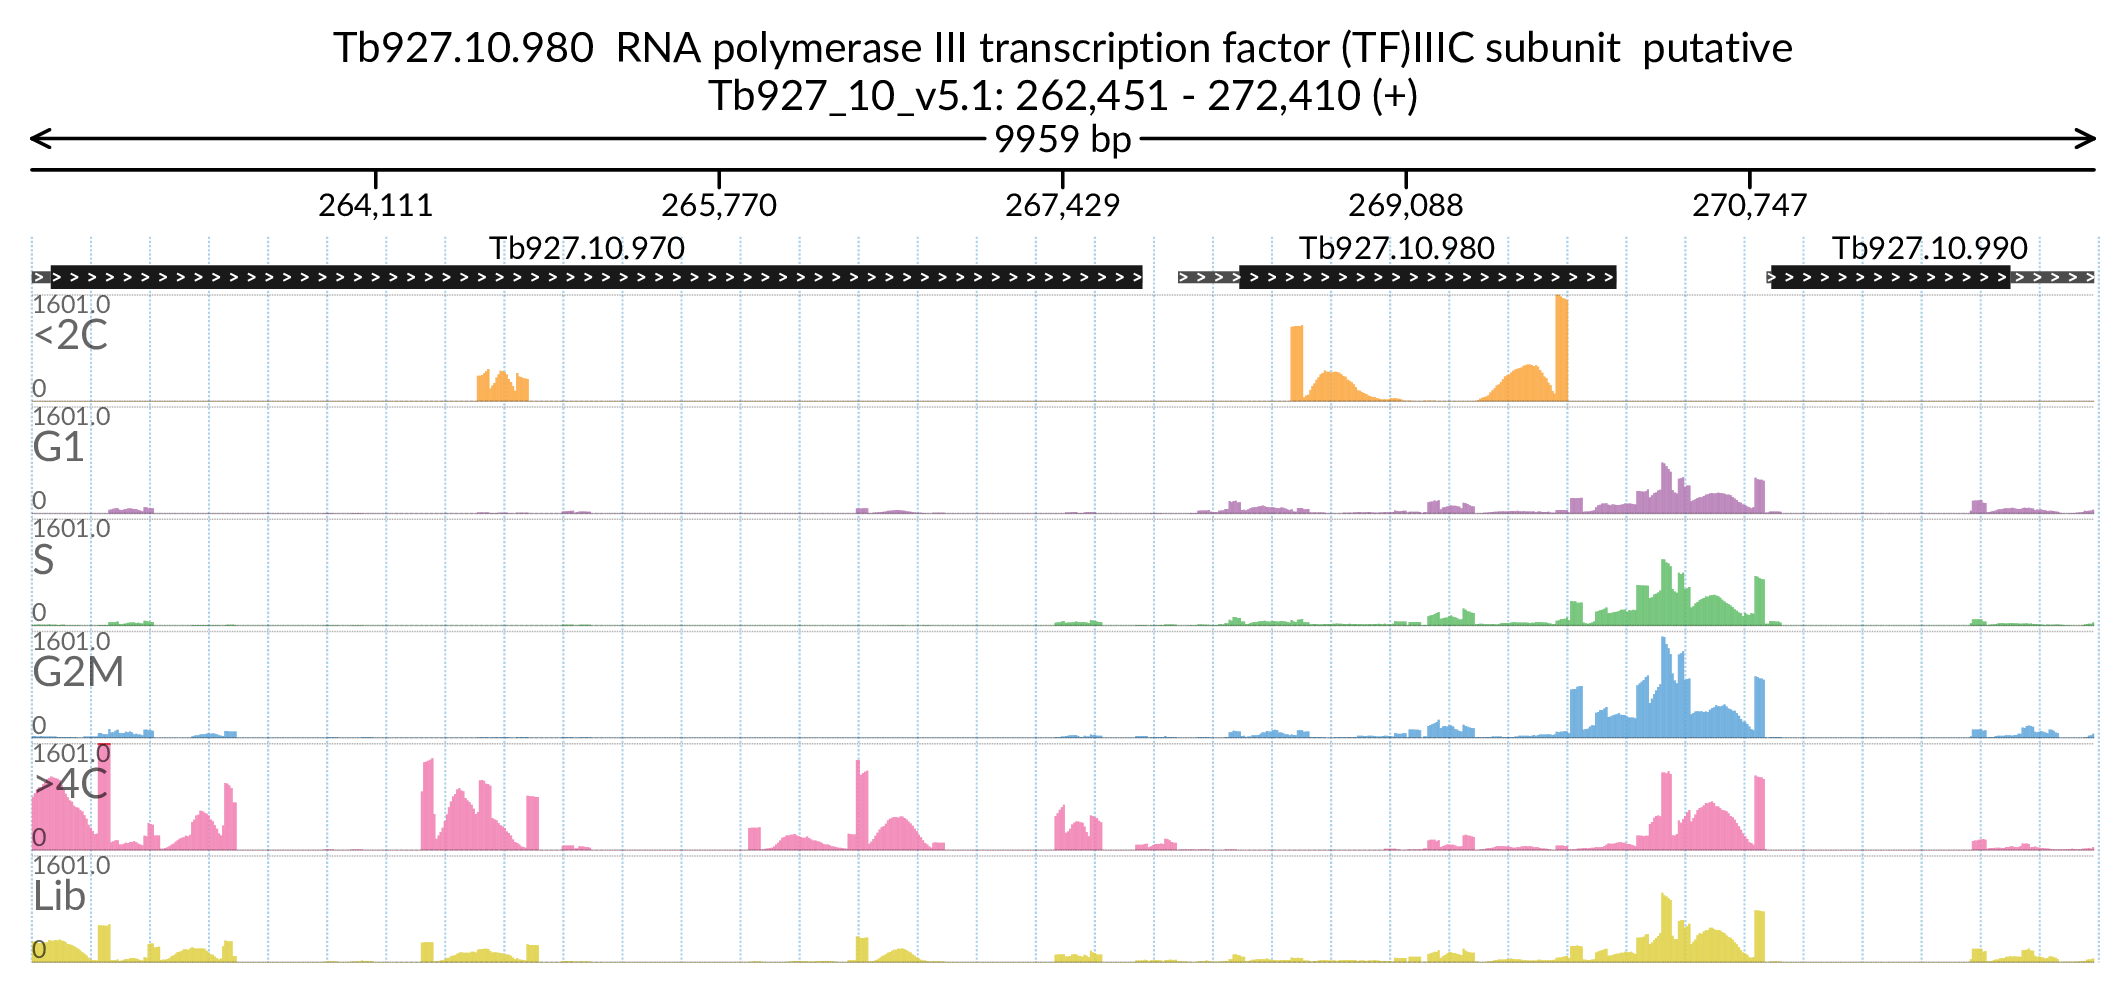 Tb927.10.980  RNA polymerase III transcription factor (TF)IIIC subunit  putative
Tb927_10_v5.1: 262,451 - 272,410 (+)
9959 bp
264,111 265,770 267,429 269,088 270,747
Tb927.10.970 Tb927.10.980 Tb927.10.990
1601.0
<2C
0
1601.0
G1
0
1601.0
S
0
1601.0
G2M
0
1601.0
>4C
0
1601.0
Lib
0